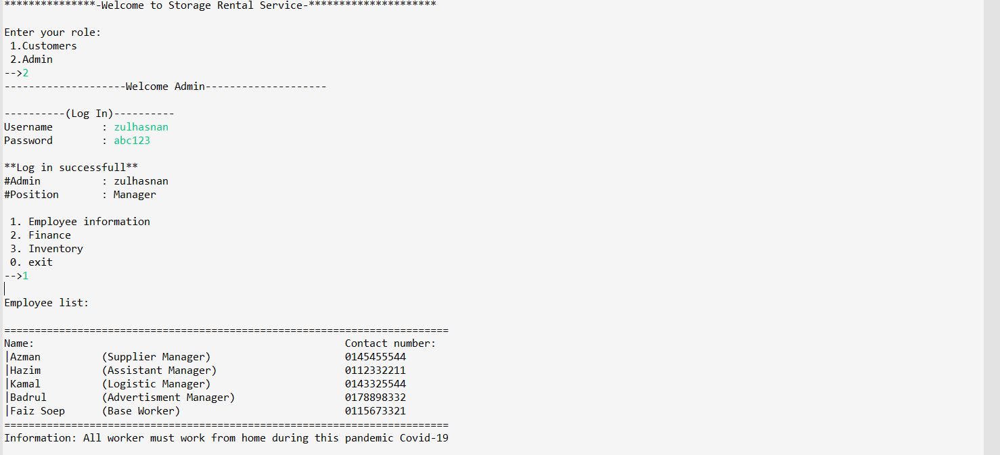 ***************-Welcome to Storage Rental Service-*********************
Enter your role:
 1.Customers
 2.Admin
-->2
--------------------Welcome Admin--------------------
----------(Log In)----------
Username        : zulhasnan
Password        : abc123
**Log in successfull**
#Admin          : zulhasnan
#Position       : Manager
 1. Employee information
 2. Finance
 3. Inventory
 0. exit
-->1
Employee list:
=========================================================================
Name:                                                   Contact number:
|Azman          (Supplier Manager)                      0145455544
|Hazim          (Assistant Manager)                     0112332211
|Kamal          (Logistic Manager)                      0143325544
|Badrul         (Advertisment Manager)                  0178898332
|Faiz Soep      (Base Worker)                           0115673321
=========================================================================
Information: All worker must work from home during this pandemic Covid-19